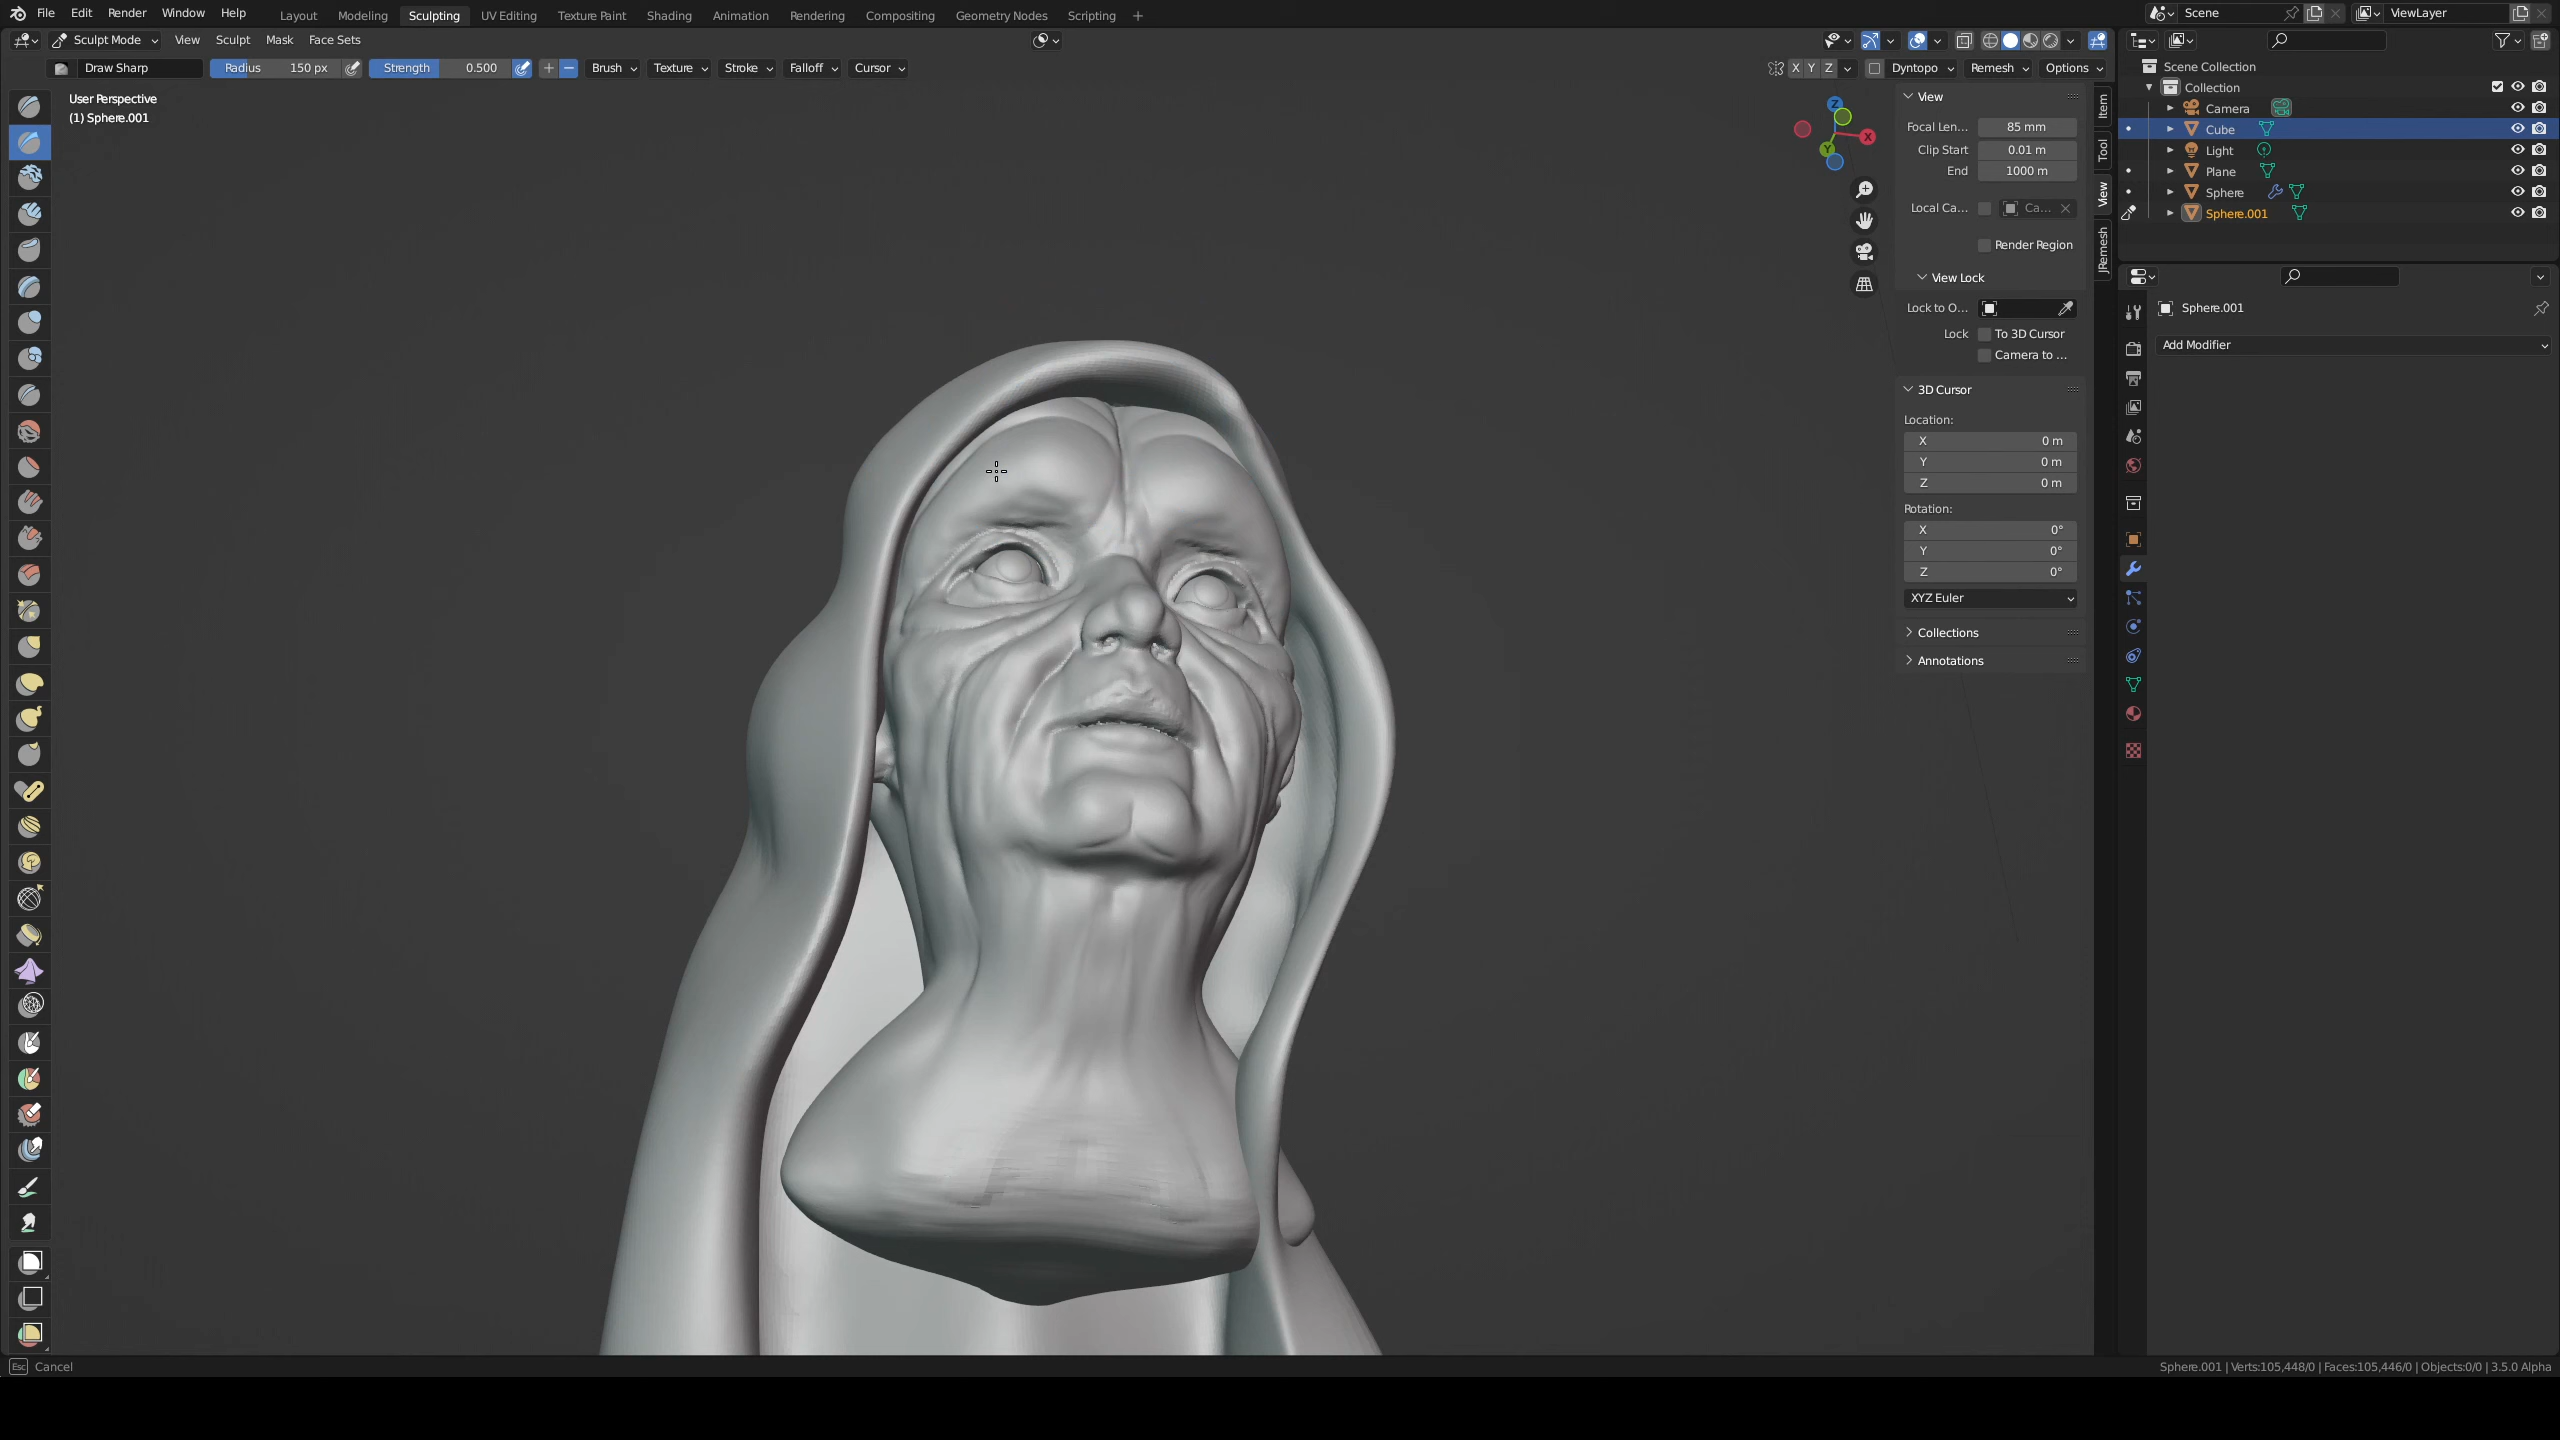 File Edit Render Window Help Layout Modeling Sculpting UV Editing Texture Paint Shading Animation Rendering Compositing Geometry Nodes Scripting + Scene ViewLayer
Sculpt Mode View Sculpt Mask Face Sets
Draw Sharp Radius 150 px Strength 0.500 Brush Texture Stroke Falloff Cursor X Y Z Dyntopo Remesh Options
User Perspective
(1) Sphere.001
Z
X
Y
View
Focal Len... 85 mm
Clip Start 0.01 m
End 1000 m
Local Ca... Ca...
Render Region
View Lock
Lock to O...
Lock To 3D Cursor
Camera to ...
3D Cursor
Location:
X 0 m
Y 0 m
Z 0 m
Rotation:
X 0°
Y 0°
Z 0°
XYZ Euler
Collections
Annotations
Item
Tool
View
JRemesh
Scene Collection
Collection
Camera
Cube
Light
Plane
Sphere
Sphere.001
Sphere.001
Add Modifier
Esc Cancel
Sphere.001 | Verts:105,448/0 | Faces:105,446/0 | Objects:0/0 | 3.5.0 Alpha